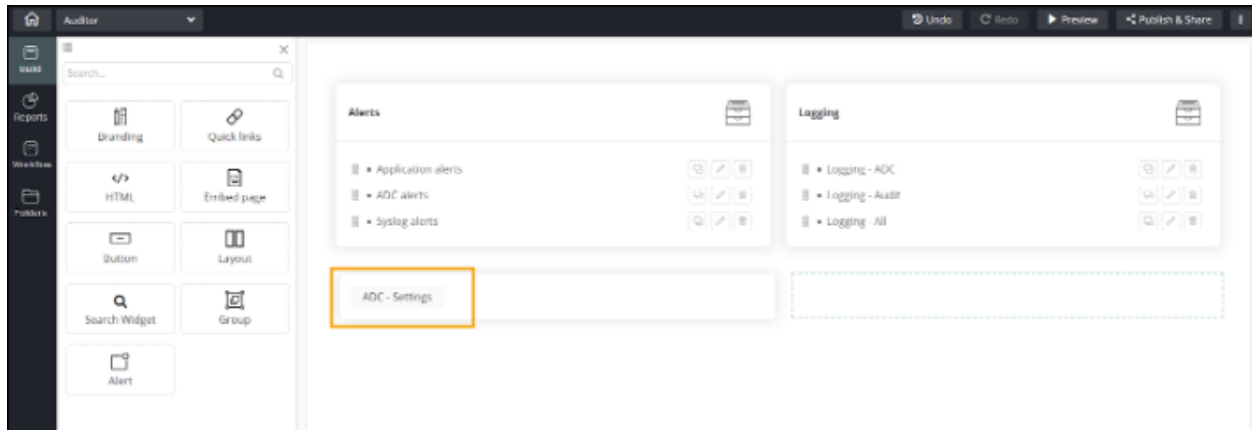 Auditor
Undo
Redo
Preview
Publish & Share
Build
Reports
Workflow
Folders
Search...
Branding
Quick links
HTML
Embed page
Button
Layout
Search Widget
Group
Alert
Alerts
• Application alerts
• ADC alerts
• Syslog alerts
Logging
• Logging - ADC
• Logging - Audit
• Logging - All
ADC - Settings